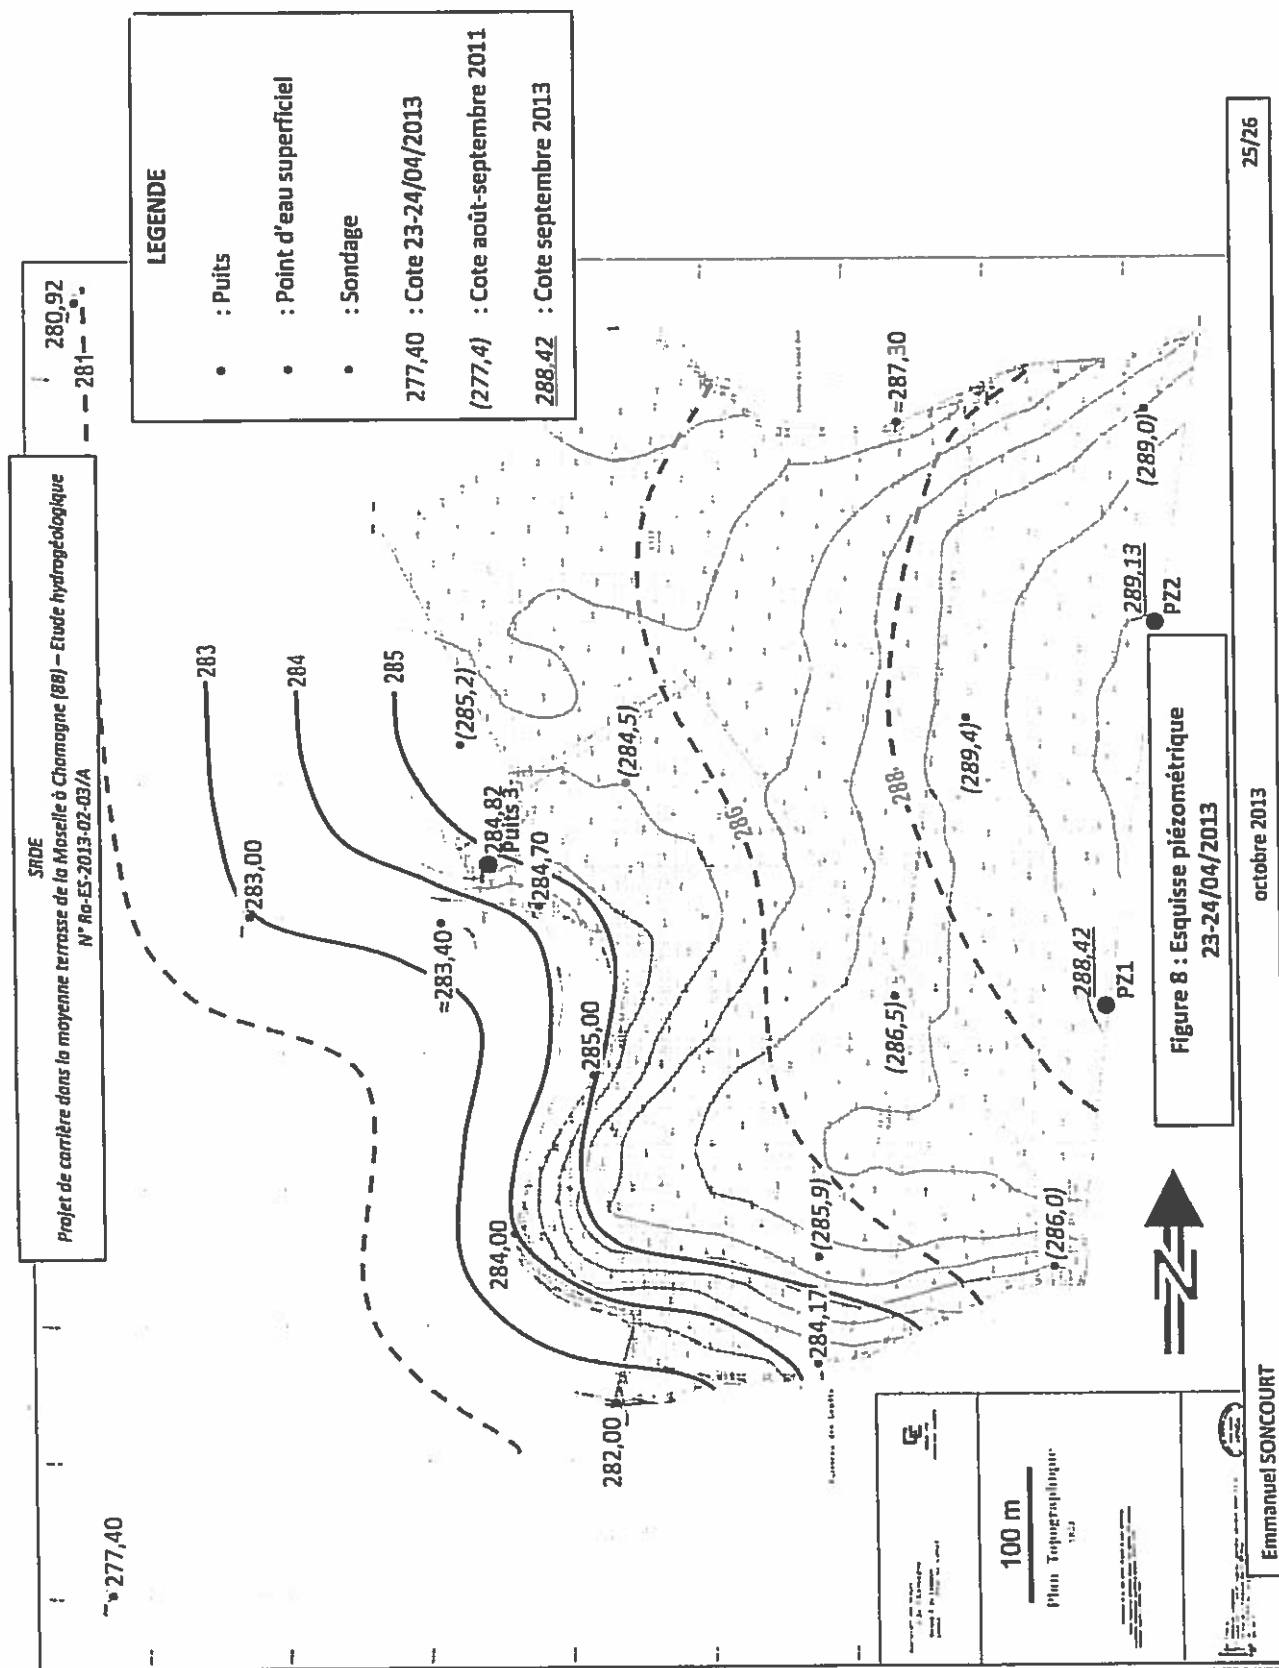 SRDE
Projet de carrière dans la moyenne terrasse de la Moselle à Chamagne (88) – Etude hydrogéologique
N° Ra-ES-2013-02-03/A
280,92
281
LEGENDE
• : Puits
• : Point d'eau superficiel
• : Sondage
277,40 : Cote 23-24/04/2013
(277,4) : Cote août-septembre 2011
288,42 : Cote septembre 2013
277,40
283
284
285
283,00
≈283,40
284,82
Puits 3
284,70
(285,2)
(284,5)
285,00
284,00
282,00
284,17
(285,9)
(286,0)
(286,5)
286
288
≈287,30
(289,4)
(289,0)
288,42
PZ1
289,13
PZ2
100 m
Plan Topographique
Figure 8 : Esquisse piézométrique
23-24/04/2013
Emmanuel SONCOURT
octobre 2013
25/26